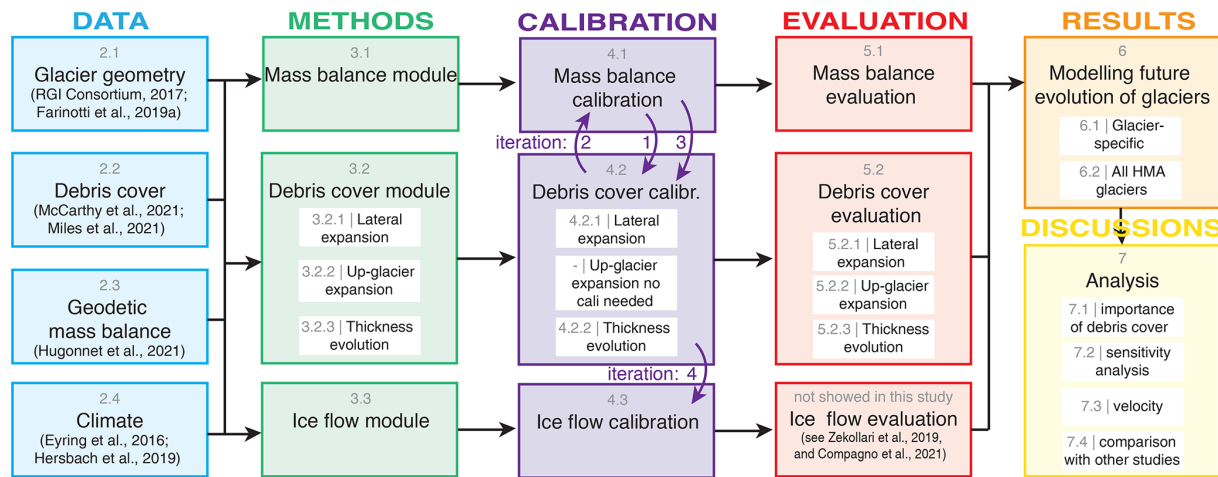 DATA
2.1
Glacier geometry
(RGI Consortium, 2017;
Farinotti et al., 2019a)
2.2
Debris cover
(McCarthy et al., 2021;
Miles et al., 2021)
2.3
Geodetic
mass balance
(Hugonnet et al., 2021)
2.4
Climate
(Eyring et al., 2016;
Hersbach et al., 2019)
METHODS
3.1
Mass balance module
3.2
Debris cover module
3.2.1 | Lateral
expansion
3.2.2 | Up-glacier
expansion
3.2.3 | Thickness
evolution
3.3
Ice flow module
CALIBRATION
4.1
Mass balance
calibration
iteration: 2 1 3
4.2
Debris cover calibr.
4.2.1 | Lateral
expansion
- | Up-glacier
expansion no
cali needed
4.2.2 | Thickness
evolution
iteration: 4
4.3
Ice flow calibration
EVALUATION
5.1
Mass balance
evaluation
5.2
Debris cover
evaluation
5.2.1 | Lateral
expansion
5.2.2 | Up-glacier
expansion
5.2.3 | Thickness
evolution
not showed in this study
Ice flow evaluation
(see Zekollari et al., 2019,
and Compagno et al., 2021)
RESULTS
6
Modelling future
evolution of glaciers
6.1 | Glacier-
specific
6.2 | All HMA
glaciers
DISCUSSIONS
7
Analysis
7.1 | importance
of debris cover
7.2 | sensitivity
analysis
7.3 | velocity
7.4 | comparison
with other studies